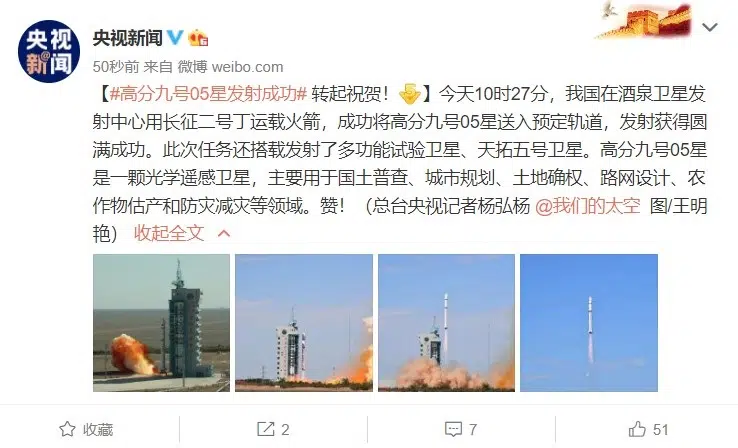 央视
新闻
央视新闻
50秒前 来自 微博 weibo.com
【#高分九号05星发射成功# 转起祝贺！】今天10时27分，我国在酒泉卫星发
射中心用长征二号丁运载火箭，成功将高分九号05星送入预定轨道，发射获得圆
满成功。此次任务还搭载发射了多功能试验卫星、天拓五号卫星。高分九号05星
是一颗光学遥感卫星，主要用于国土普查、城市规划、土地确权、路网设计、农
作物估产和防灾减灾等领域。赞！（总台央视记者杨弘杨 @我们的太空 图/王明
艳） 收起全文
收藏
2
7
51